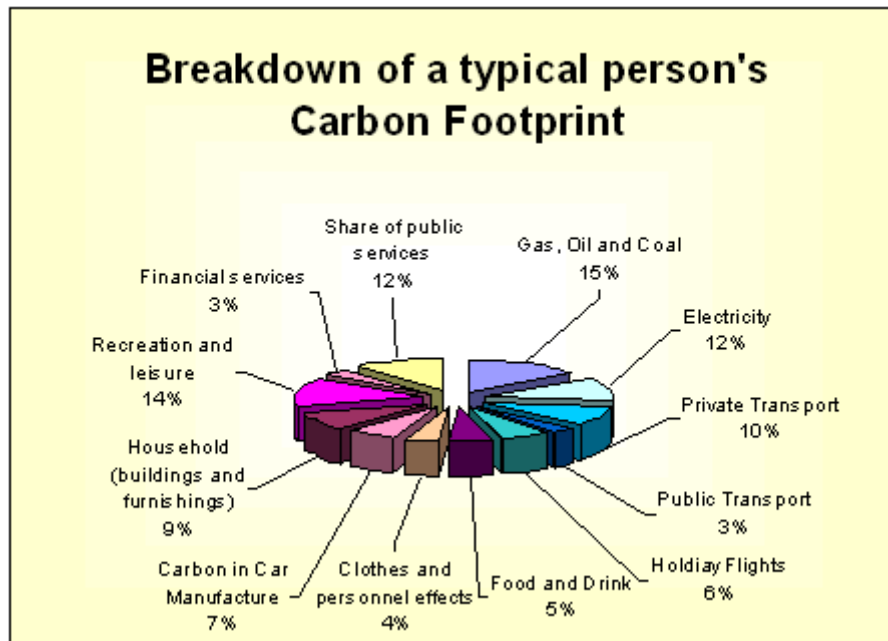 Breakdown of a typical person's
Carbon Footprint
Share of public
services
12%
Gas, Oil and Coal
15%
Financial services
3%
Electricity
12%
Recreation and
leisure
14%
Private Transport
10%
Household
(buildings and
furnishings)
9%
Public Transport
3%
Carbon in Car
Manufacture
7%
Clothes and
personnel effects
4%
Food and Drink
5%
Holdiay Flights
6%